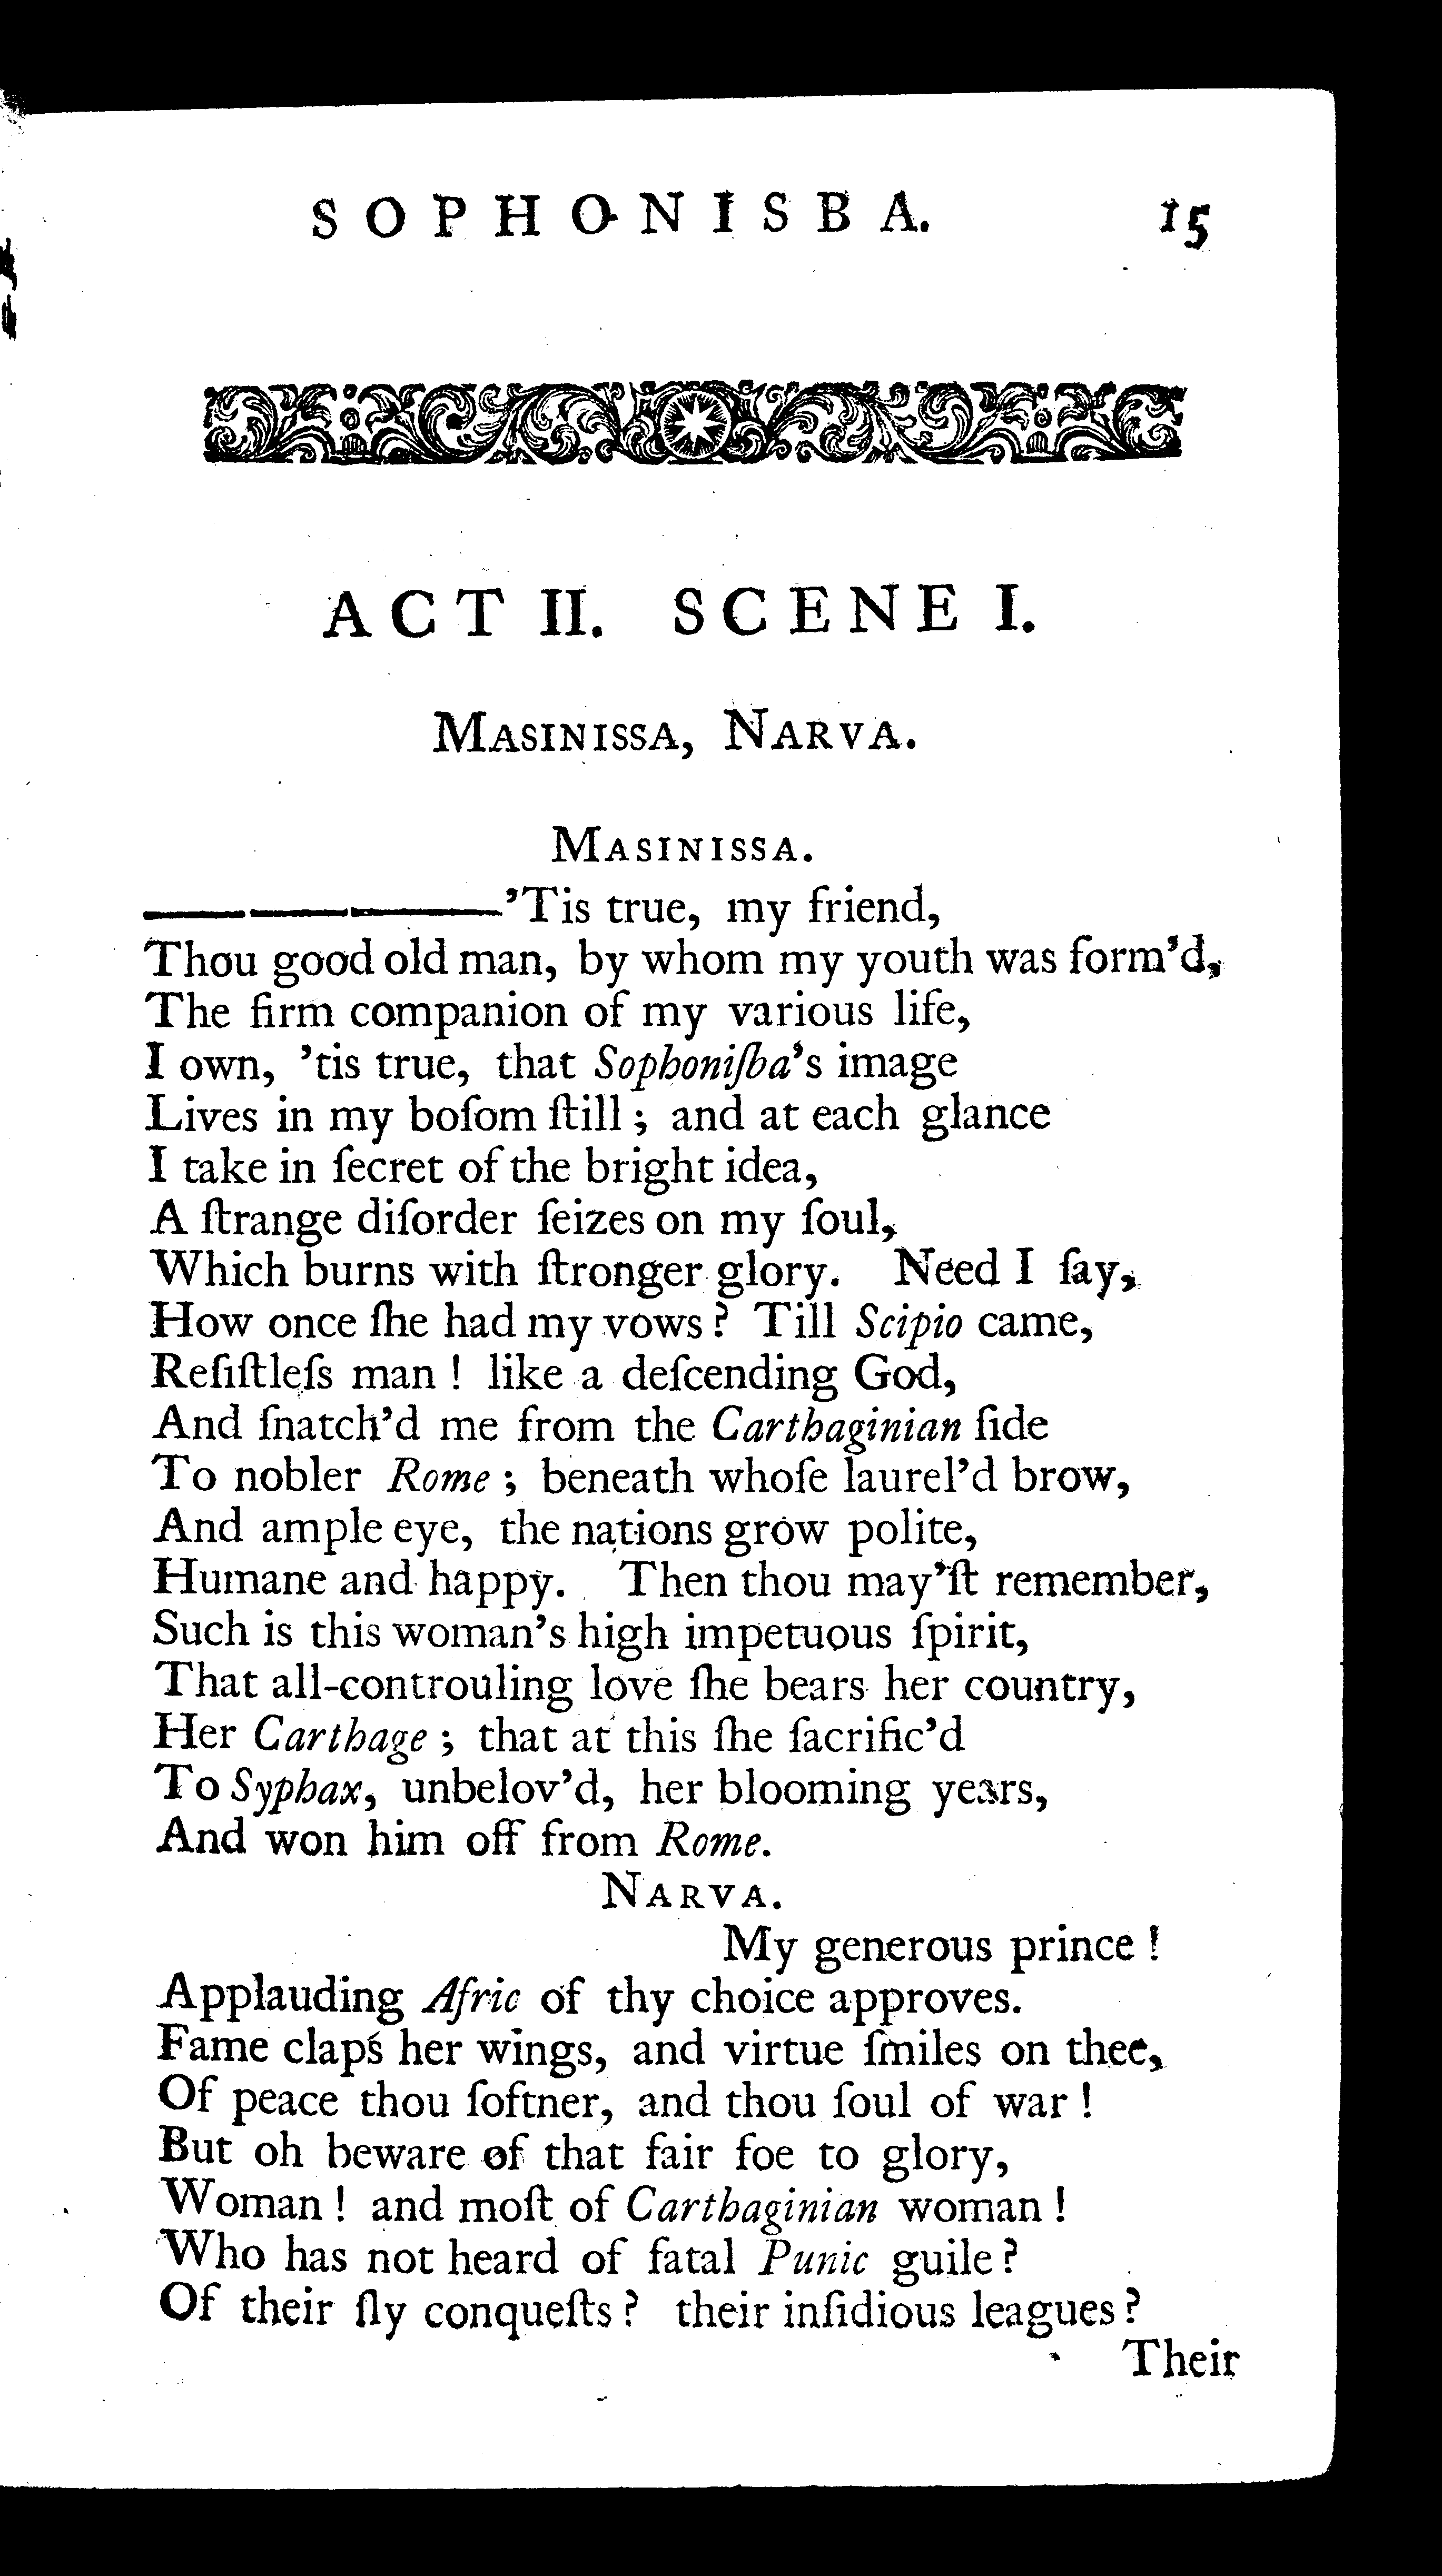 SOPHONISBA. 15
ACT II. SCENE I.
MASINISSA, NARVA.
MASINISSA.
————’Tis true, my friend,
Thou good old man, by whom my youth was form’d,
The firm companion of my various life,
I own, ’tis true, that Sophoniſba’s image
Lives in my boſom ſtill ; and at each glance
I take in ſecret of the bright idea,
A ſtrange diſorder ſeizes on my ſoul,
Which burns with ſtronger glory. Need I ſay,
How once ſhe had my vows ? Till Scipio came,
Reſiſtleſs man ! like a deſcending God,
And ſnatch’d me from the Carthaginian ſide
To nobler Rome ; beneath whoſe laurel’d brow,
And ample eye, the nations grow polite,
Humane and happy. Then thou may’ſt remember,
Such is this woman’s high impetuous ſpirit,
That all-controuling love ſhe bears her country,
Her Carthage ; that at this ſhe ſacrific’d
To Syphax, unbelov’d, her blooming years,
And won him off from Rome.
NARVA.
My generous prince !
Applauding Afric of thy choice approves.
Fame claps her wings, and virtue ſmiles on thee,
Of peace thou ſoftner, and thou ſoul of war !
But oh beware of that fair foe to glory,
Woman ! and moſt of Carthaginian woman !
Who has not heard of fatal Punic guile ?
Of their ſly conqueſts ? their inſidious leagues ?
Their